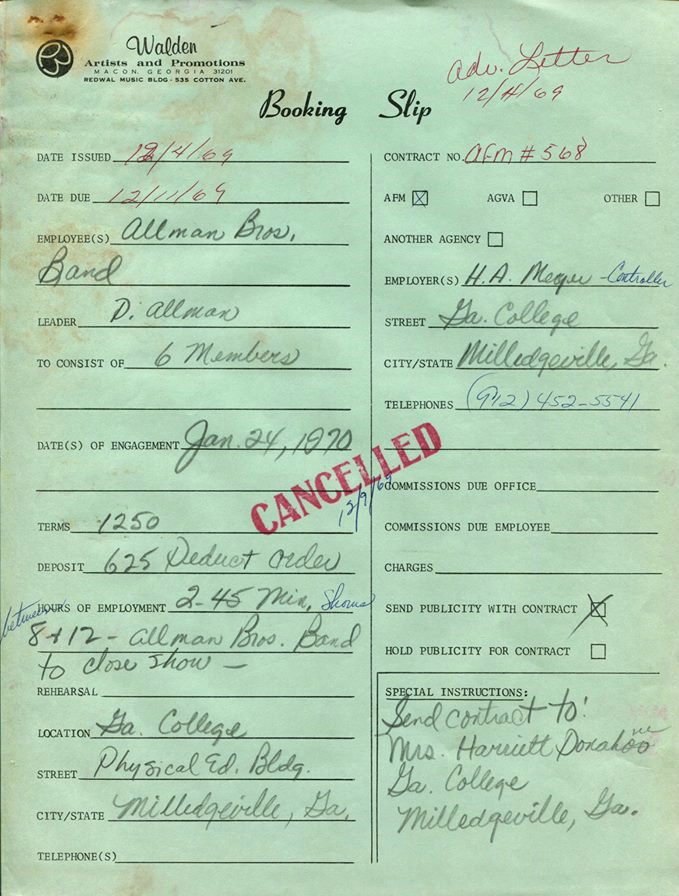 Walden
Artists and Promotions
MACON, GEORGIA 31201
REDWAL MUSIC BLDG - 535 COTTON AVE.
Adv. Letter
12/4/69
Booking Slip
DATE ISSUED 12/4/69
DATE DUE 12/11/69
EMPLOYEE(S) Allman Bros.
Band
LEADER D. Allman
TO CONSIST OF 6 Members
DATE(S) OF ENGAGEMENT Jan. 24, 1970
CANCELLED
12/9/69
TERMS 1250
DEPOSIT 625 Deduct order
HOURS OF EMPLOYMENT 2-45 Min. Shows
between
8 + 12 - Allman Bros. Band
to close show -
REHEARSAL
LOCATION Ga. College
STREET Physical Ed. Bldg.
CITY/STATE Milledgeville, Ga.
TELEPHONE(S)
CONTRACT NO. AFM # 568
AFM AGVA OTHER
ANOTHER AGENCY
EMPLOYER(S) H.A. - Controller
STREET Ga. College
CITY/STATE Milledgeville, Ga.
TELEPHONES (912) 452-5541
COMMISSIONS DUE OFFICE
COMMISSIONS DUE EMPLOYEE
CHARGES
SEND PUBLICITY WITH CONTRACT
HOLD PUBLICITY FOR CONTRACT
SPECIAL INSTRUCTIONS:
Send contract to:
Mrs. Harriett
Ga. College
Milledgeville, Ga.